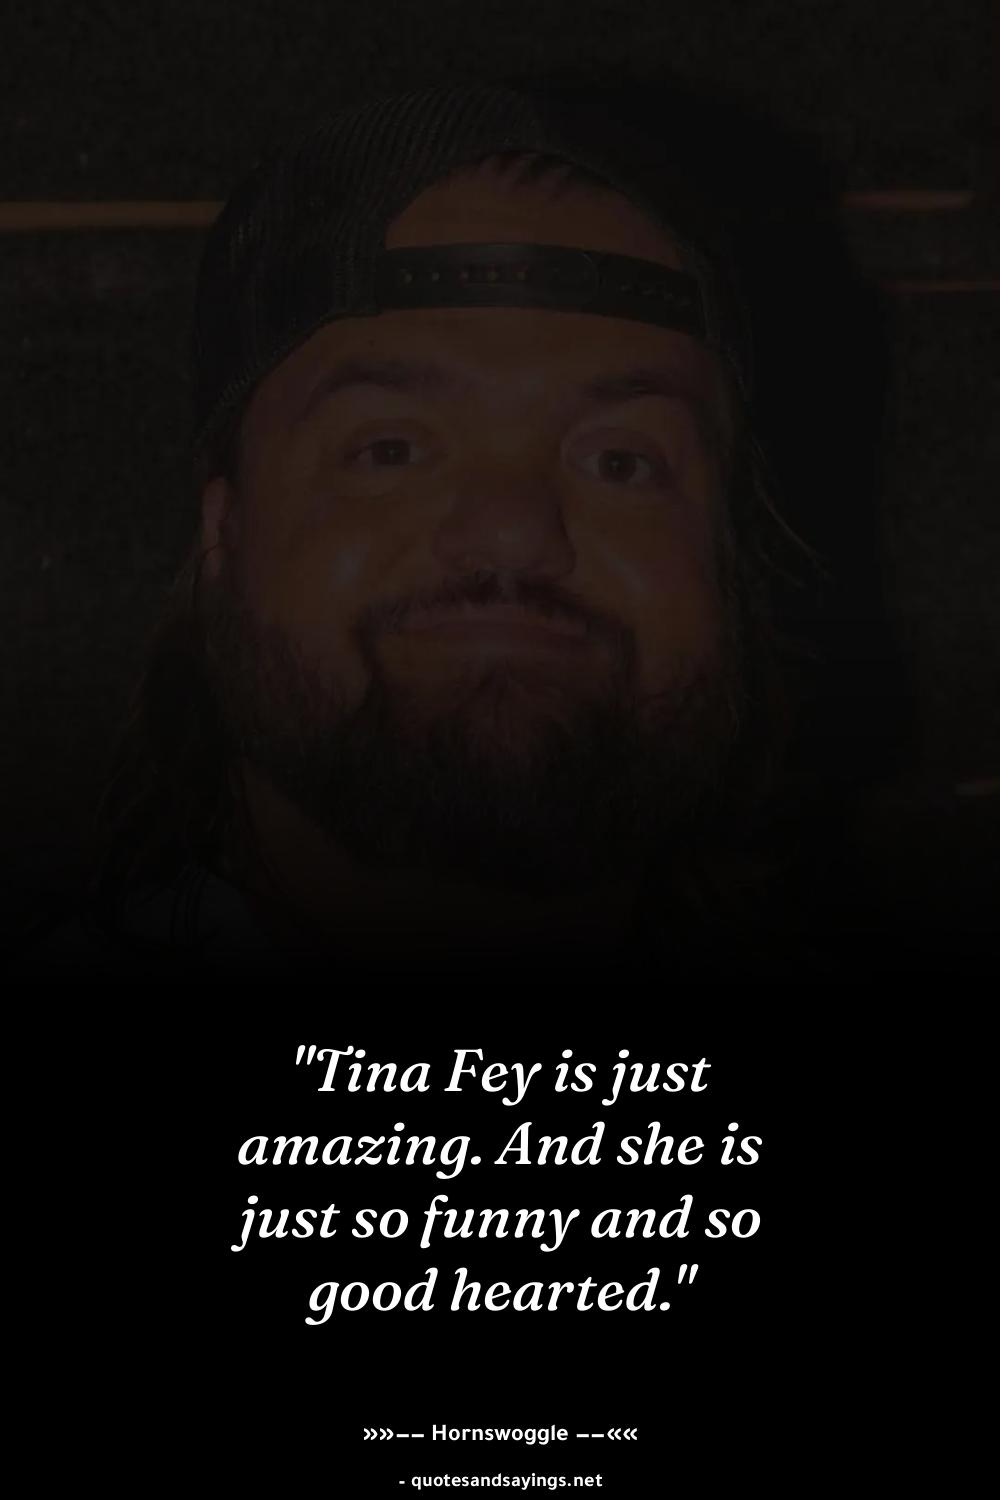 "Tina Fey is just
amazing. And she is
just so funny and so
good hearted."
»»−− Hornswoggle −−««
- quotesandsayings.net